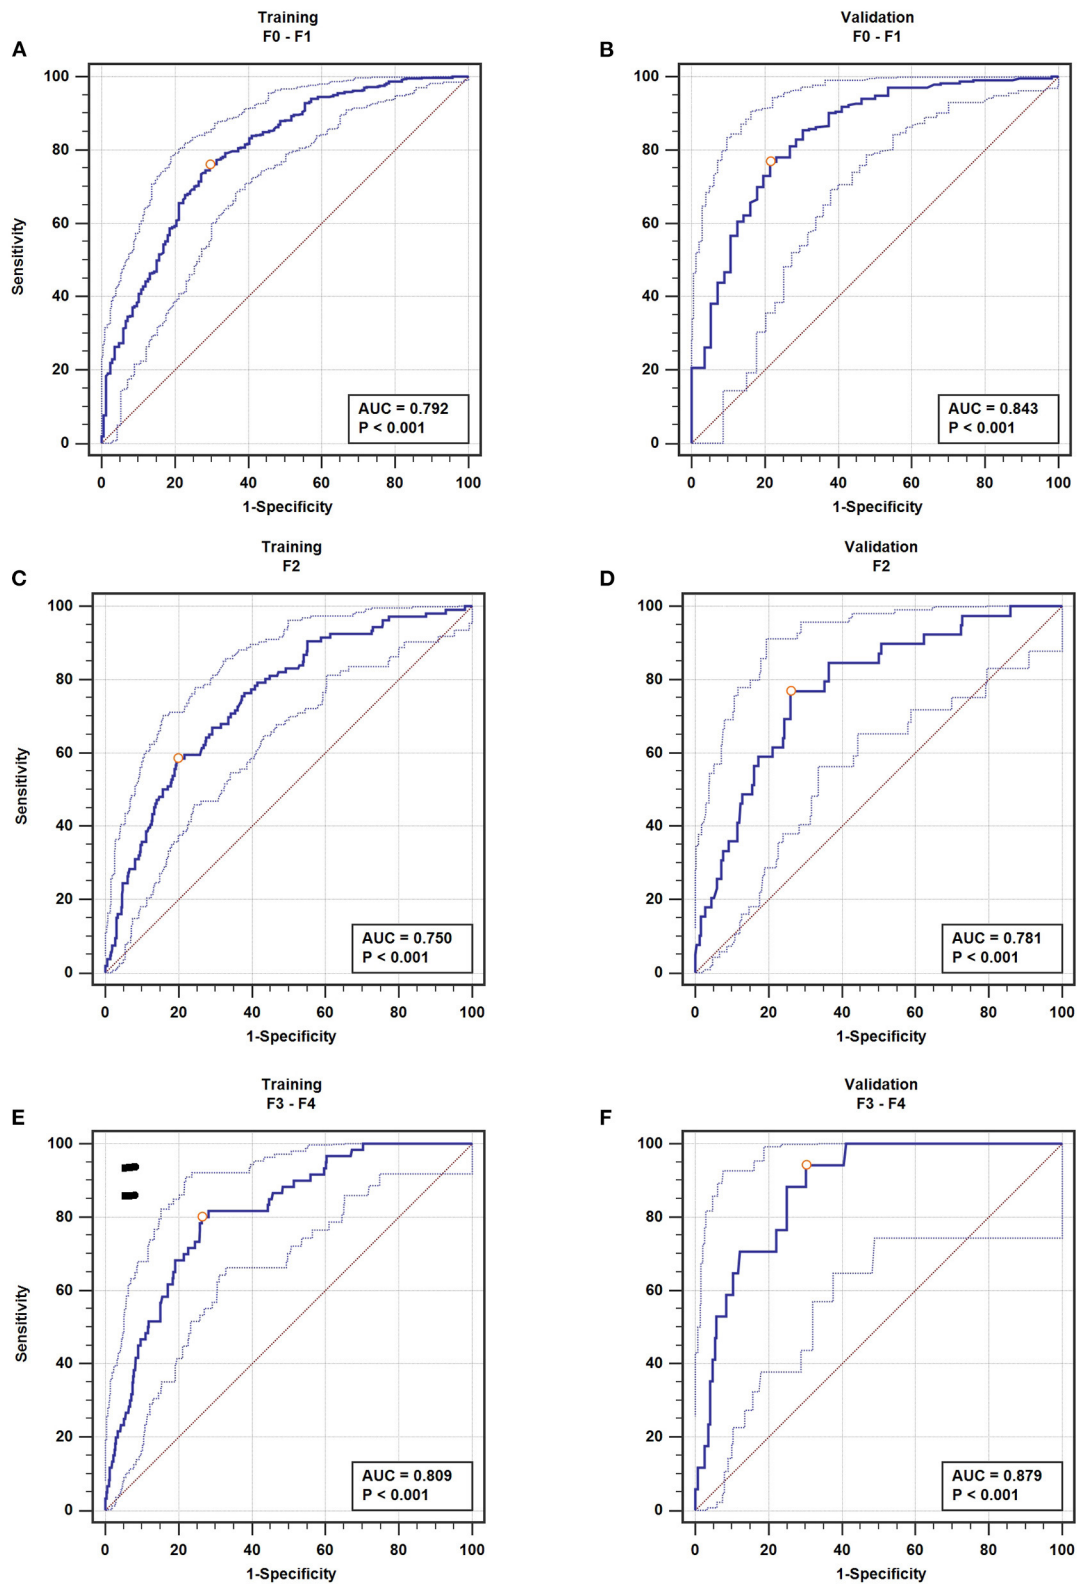 Training
F0 - F1
A
100
80
60
40
20
0
Sensitivity
AUC = 0.792
P < 0.001
0 20 40 60 80 100
1-Specificity
Validation
F0 - F1
B
100
80
60
40
20
0
AUC = 0.843
P < 0.001
0 20 40 60 80 100
1-Specificity
Training
F2
C
100
80
60
40
20
0
Sensitivity
AUC = 0.750
P < 0.001
0 20 40 60 80 100
1-Specificity
Validation
F2
D
100
80
60
40
20
0
AUC = 0.781
P < 0.001
0 20 40 60 80 100
1-Specificity
Training
F3 - F4
E
100
80
60
40
20
0
Sensitivity
AUC = 0.809
P < 0.001
0 20 40 60 80 100
1-Specificity
Validation
F3 - F4
F
100
80
60
40
20
0
AUC = 0.879
P < 0.001
0 20 40 60 80 100
1-Specificity